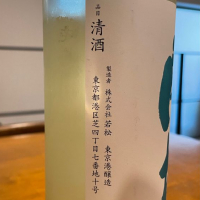 品目 清酒
製造者 株式会社 若松 東京港醸造
東京都港区芝四丁目七番地十号